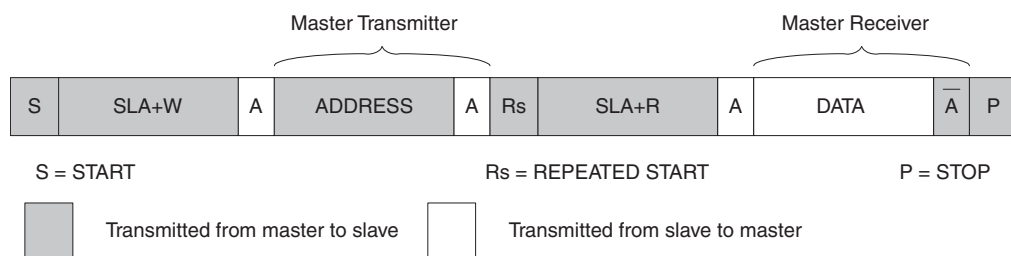 Master Transmitter Master Receiver
S SLA+W A ADDRESS A Rs SLA+R A DATA A̅ P
S = START Rs = REPEATED START P = STOP
Transmitted from master to slave Transmitted from slave to master